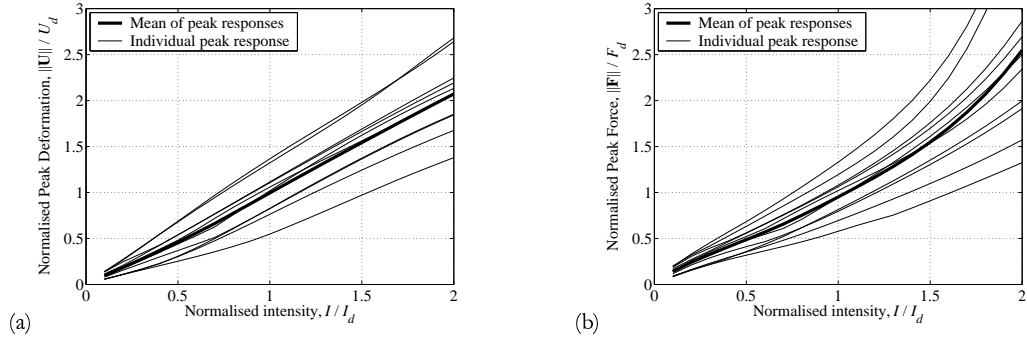 Normalised Peak Deformation, ||U|| / U_d
3
2.5
2
1.5
1
0.5
0
Mean of peak responses
Individual peak response
0 0.5 1 1.5 2
Normalised intensity, I / I_d
(a)
Normalised Peak Force, ||F|| / F_d
3
2.5
2
1.5
1
0.5
0
Mean of peak responses
Individual peak response
0 0.5 1 1.5 2
Normalised intensity, I / I_d
(b)